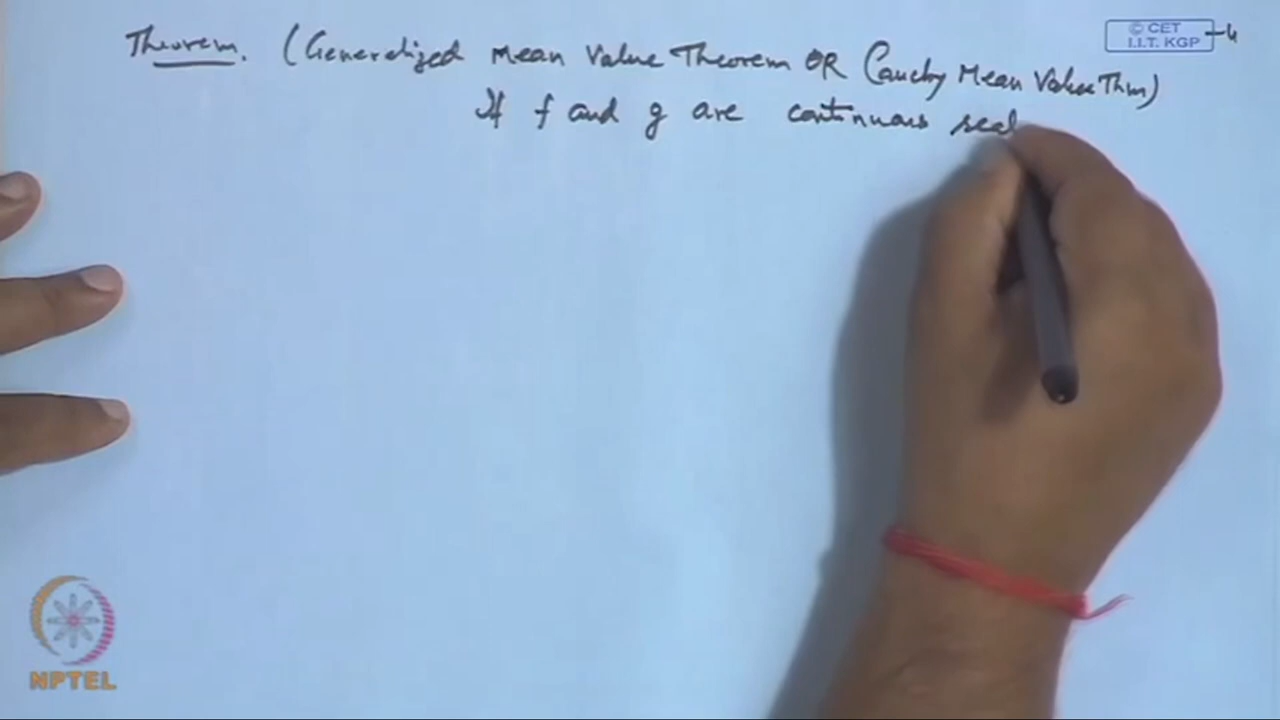 Theorem. (Generalized Mean Value Theorem OR Cauchy Mean Value Thm)
If f and g are continuous real
© CET
I.I.T. KGP
NPTEL